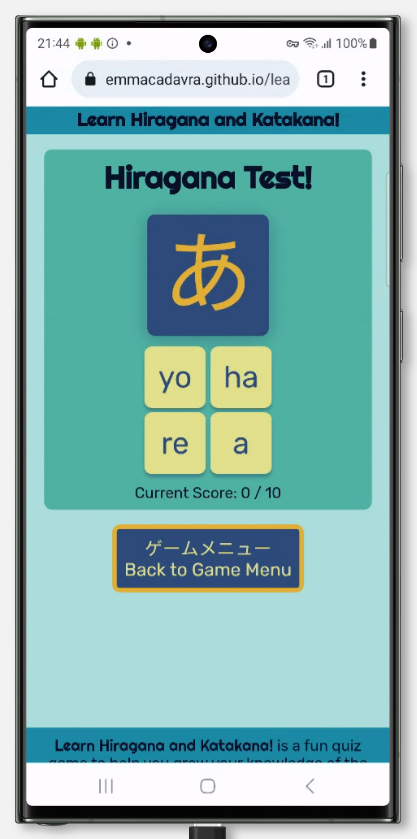 21:44
100%
emmacadavra.github.io/lea
1
Learn Hiragana and Katakana!
Hiragana Test!
あ
yo ha
re a
Current Score: 0 / 10
ゲームメニュー
Back to Game Menu
Learn Hiragana and Katakana! is a fun quiz
game to help you grow your knowledge of the